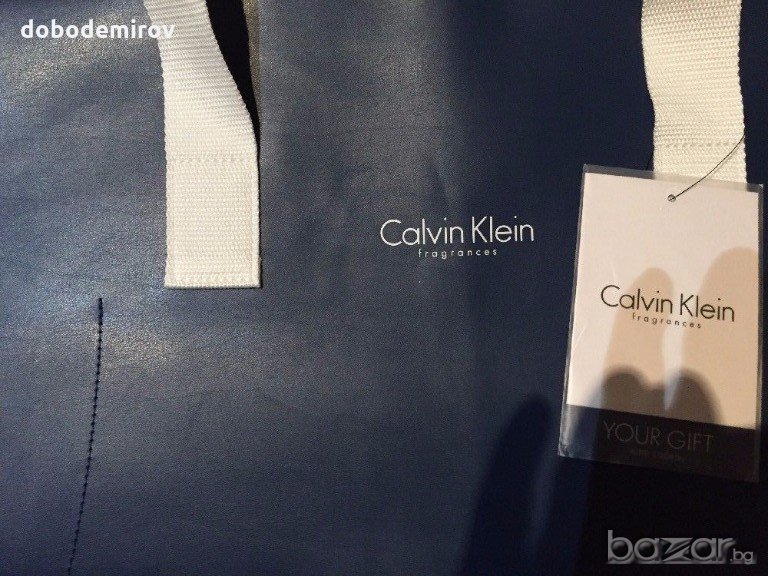 dobodemirov
Calvin Klein
fragrances
Calvin Klein
fragrances
YOUR GIFT
bazar.bg